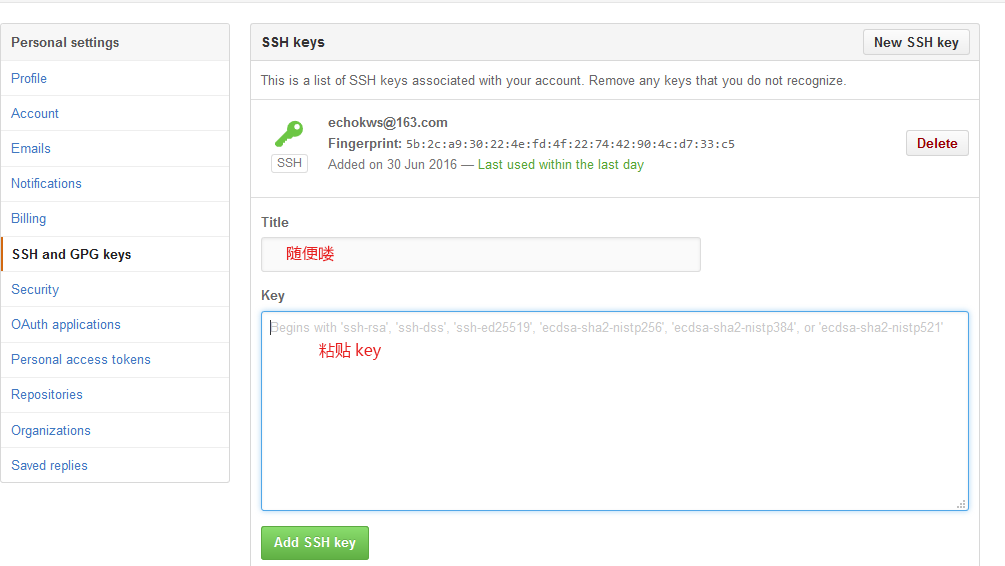 Personal settings
Profile
Account
Emails
Notifications
Billing
SSH and GPG keys
Security
OAuth applications
Personal access tokens
Repositories
Organizations
Saved replies
SSH keys
New SSH key
This is a list of SSH keys associated with your account. Remove any keys that you do not recognize.
echokws@163.com
SSH
Fingerprint: 5b:2c:a9:30:22:4e:fd:4f:22:74:42:90:4c:d7:33:c5
Added on 30 Jun 2016 — Last used within the last day
Delete
Title
随便喽
Key
Begins with 'ssh-rsa', 'ssh-dss', 'ssh-ed25519', 'ecdsa-sha2-nistp256', 'ecdsa-sha2-nistp384', or 'ecdsa-sha2-nistp521'
粘贴 key
Add SSH key